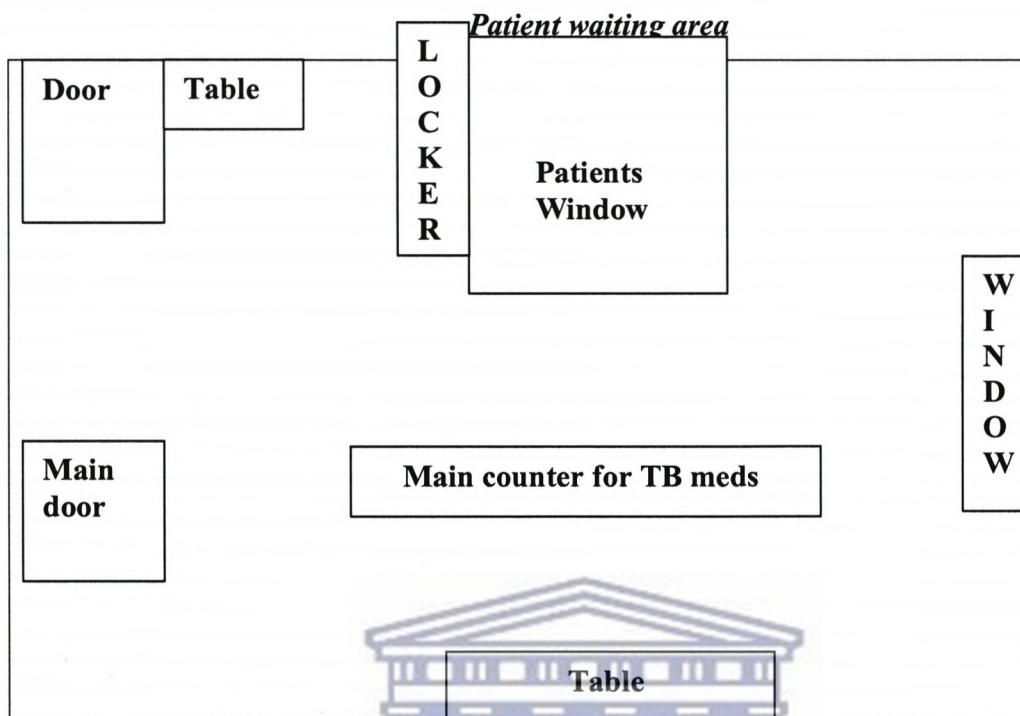 Patient waiting area
Door
Table
L
O
C
K
E
R
Patients
Window
W
I
N
D
O
W
Main
door
Main counter for TB meds
Table